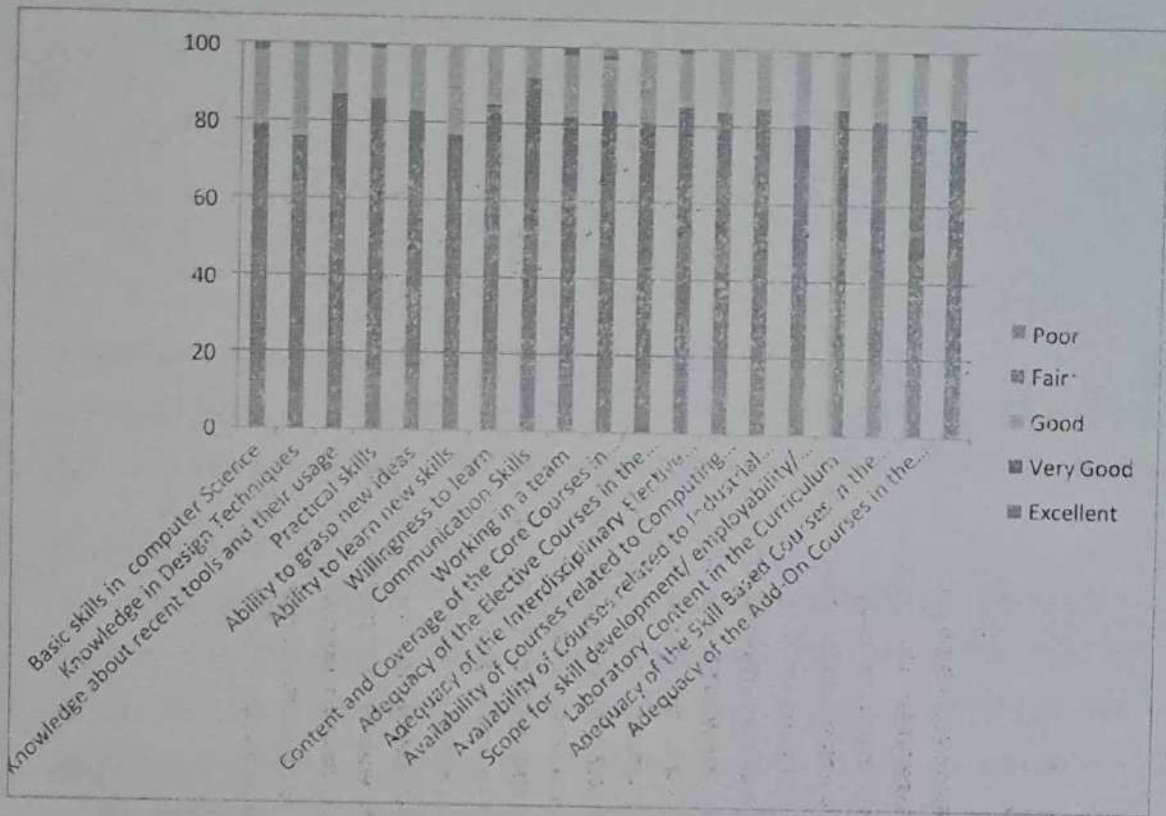 100
80
60
40
20
0
Poor
Fair
Good
Very Good
Excellent
Basic skills in computer Science
Knowledge in Design Techniques
Knowledge about recent tools and their usage
Practical skills
Ability to grasp new ideas
Ability to learn new skills
Willingness to learn
Communication Skills
Working in a team
Content and Coverage of the Core Courses in...
Adequacy of the Elective Courses in the...
Adequacy of the Interdisciplinary Elective...
Availability of Courses related to Computing...
Availability of Courses related to Industrial...
Scope for skill development/ employability/...
Laboratory Content in the Curriculum
Adequacy of the Skill Based Courses in the...
Adequacy of the Add-On Courses in the...